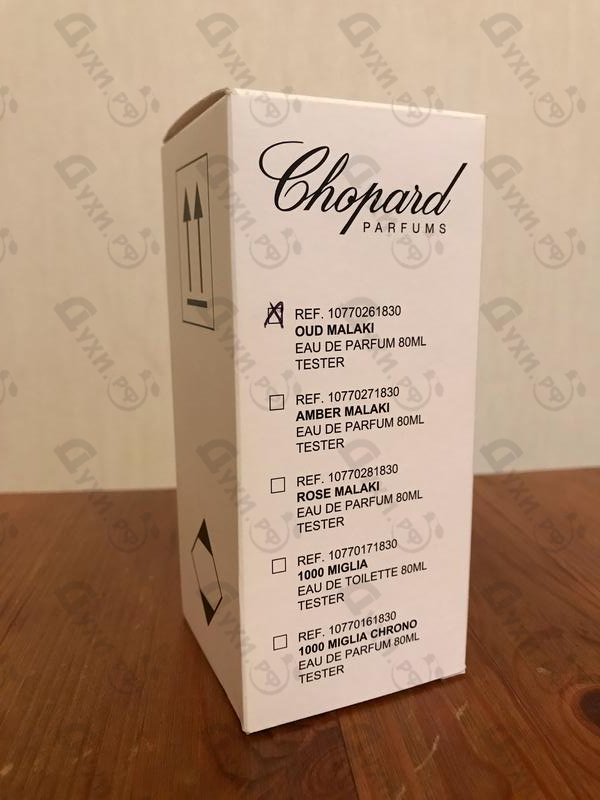 Chopard
PARFUMS
REF. 10770261830
OUD MALAKI
EAU DE PARFUM 80ML
TESTER
REF. 10770271830
AMBER MALAKI
EAU DE PARFUM 80ML
TESTER
REF. 10770281830
ROSE MALAKI
EAU DE PARFUM 80ML
TESTER
REF. 10770171830
1000 MIGLIA
EAU DE TOILETTE 80ML
TESTER
REF. 10770161830
1000 MIGLIA CHRONO
EAU DE PARFUM 80ML
TESTER
Духи.рф